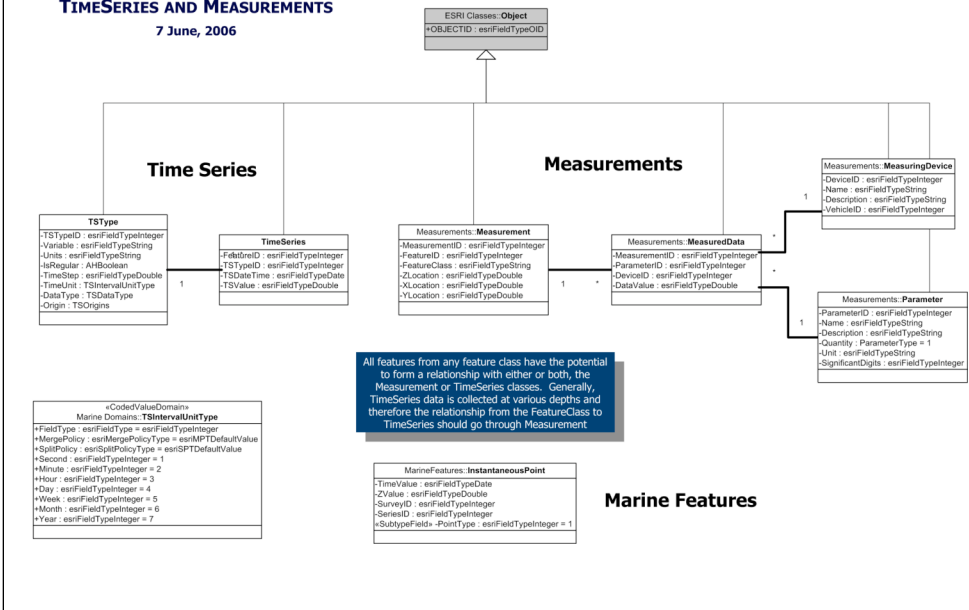 TIMESERIES AND MEASUREMENTS
7 June, 2006
ESRI Classes::Object
+OBJECTID : esriFieldTypeOID
Time Series
Measurements
TSType
-TSTypeID : esriFieldTypeInteger
-Variable : esriFieldTypeString
-Units : esriFieldTypeString
-IsRegular : AHBoolean
-TimeStep : esriFieldTypeDouble
-TimeUnit : TSIntervalUnitType
-DataType : TSDataType
-Origin : TSOrigins
1
TimeSeries
-FeatureID : esriFieldTypeInteger
-TSTypeID : esriFieldTypeInteger
-TSDateTime : esriFieldTypeDate
-TSValue : esriFieldTypeDouble
Measurements::Measurement
-MeasurementID : esriFieldTypeInteger
-FeatureID : esriFieldTypeInteger
-FeatureClass : esriFieldTypeString
-ZLocation : esriFieldTypeDouble
-XLocation : esriFieldTypeDouble
-YLocation : esriFieldTypeDouble
1 *
Measurements::MeasuredData
-MeasurementID : esriFieldTypeInteger
-ParameterID : esriFieldTypeInteger
-DeviceID : esriFieldTypeInteger
-DataValue : esriFieldTypeDouble
*
1
*
1
Measurements::MeasuringDevice
-DeviceID : esriFieldTypeInteger
-Name : esriFieldTypeString
-Description : esriFieldTypeString
-VehicleID : esriFieldTypeInteger
Measurements::Parameter
-ParameterID : esriFieldTypeInteger
-Name : esriFieldTypeString
-Description : esriFieldTypeString
-Quantity : ParameterType = 1
-Unit : esriFieldTypeString
-SignificantDigits : esriFieldTypeInteger
All features from any feature class have the potential
to form a relationship with either or both, the
Measurement or TimeSeries classes. Generally,
TimeSeries data is collected at various depths and
therefore the relationship from the FeatureClass to
TimeSeries should go through Measurement
«CodedValueDomain»
Marine Domains::TSIntervalUnitType
+FieldType : esriFieldType = esriFieldTypeInteger
+MergePolicy : esriMergePolicyType = esriMPTDefaultValue
+SplitPolicy : esriSplitPolicyType = esriSPTDefaultValue
+Second : esriFieldTypeInteger = 1
+Minute : esriFieldTypeInteger = 2
+Hour : esriFieldTypeInteger = 3
+Day : esriFieldTypeInteger = 4
+Week : esriFieldTypeInteger = 5
+Month : esriFieldTypeInteger = 6
+Year : esriFieldTypeInteger = 7
MarineFeatures::InstantaneousPoint
-TimeValue : esriFieldTypeDate
-ZValue : esriFieldTypeDouble
-SurveyID : esriFieldTypeInteger
-SeriesID : esriFieldTypeInteger
«SubtypeField» -PointType : esriFieldTypeInteger = 1
Marine Features